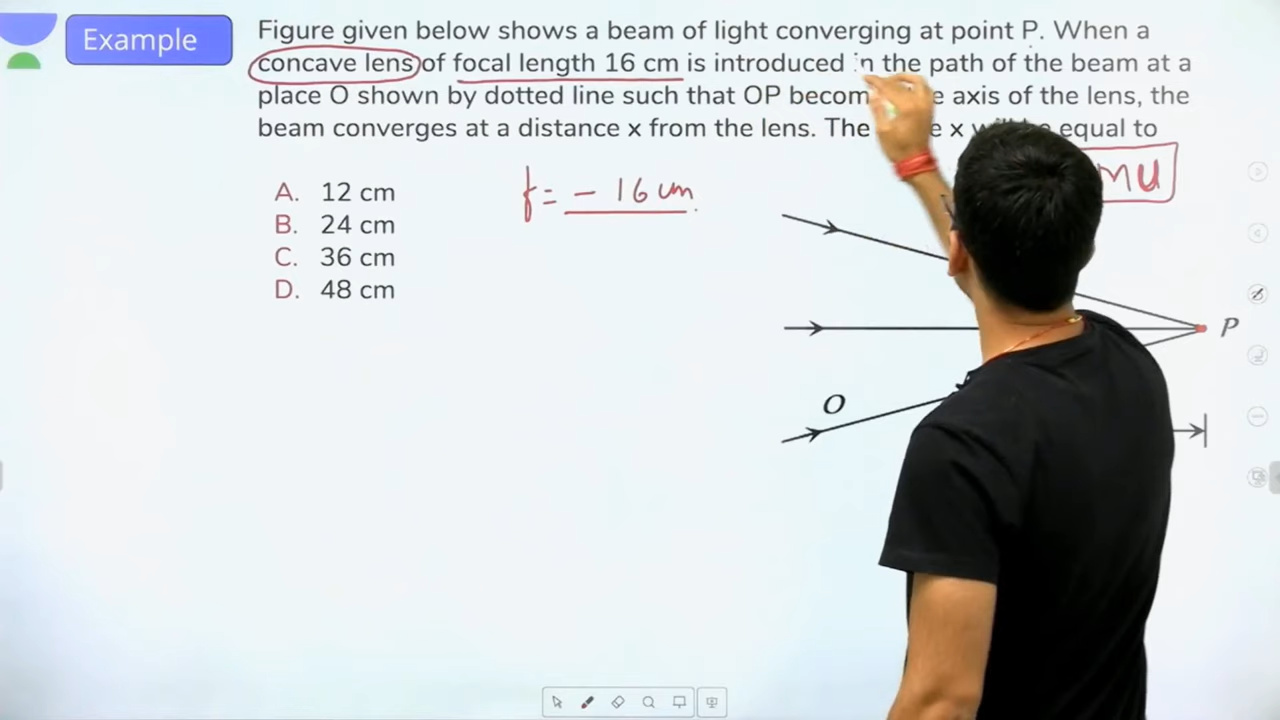 Example
Figure given below shows a beam of light converging at point P. When a
concave lens of focal length 16 cm is introduced in the path of the beam at a
place O shown by dotted line such that OP becom e axis of the lens, the
beam converges at a distance x from the lens. The e x equal to
MU
A. 12 cm
B. 24 cm
C. 36 cm
D. 48 cm
f = - 16 cm
P
O